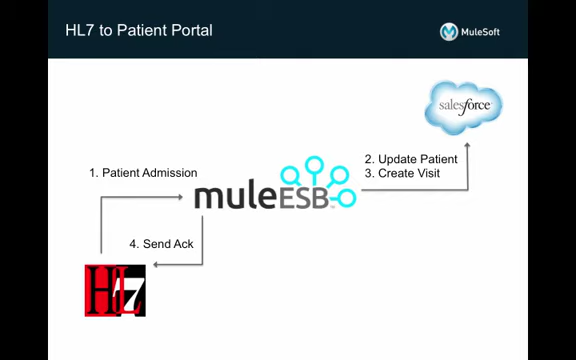 HL7 to Patient Portal
MuleSoft
salesforce
1. Patient Admission
2. Update Patient
3. Create Visit
muleESB™
4. Send Ack
HL7